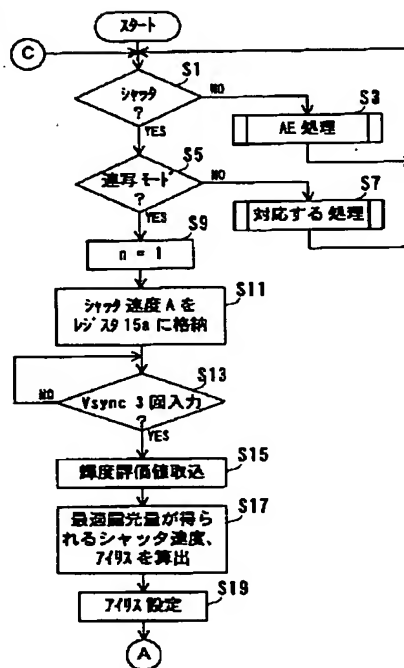 スタート
C
S1
シャッタ
?
NO
YES
S3
AE 処理
S5
連写モード
?
NO
YES
S7
対応する処理
S9
n = 1
S11
シャッタ速度Aを
レジスタ15aに格納
S13
Vsync 3回入力
?
NO
YES
S15
輝度評価値取込
S17
最適露光量が得ら
れるシャッタ速度、
アイリスを算出
S19
アイリス設定
A